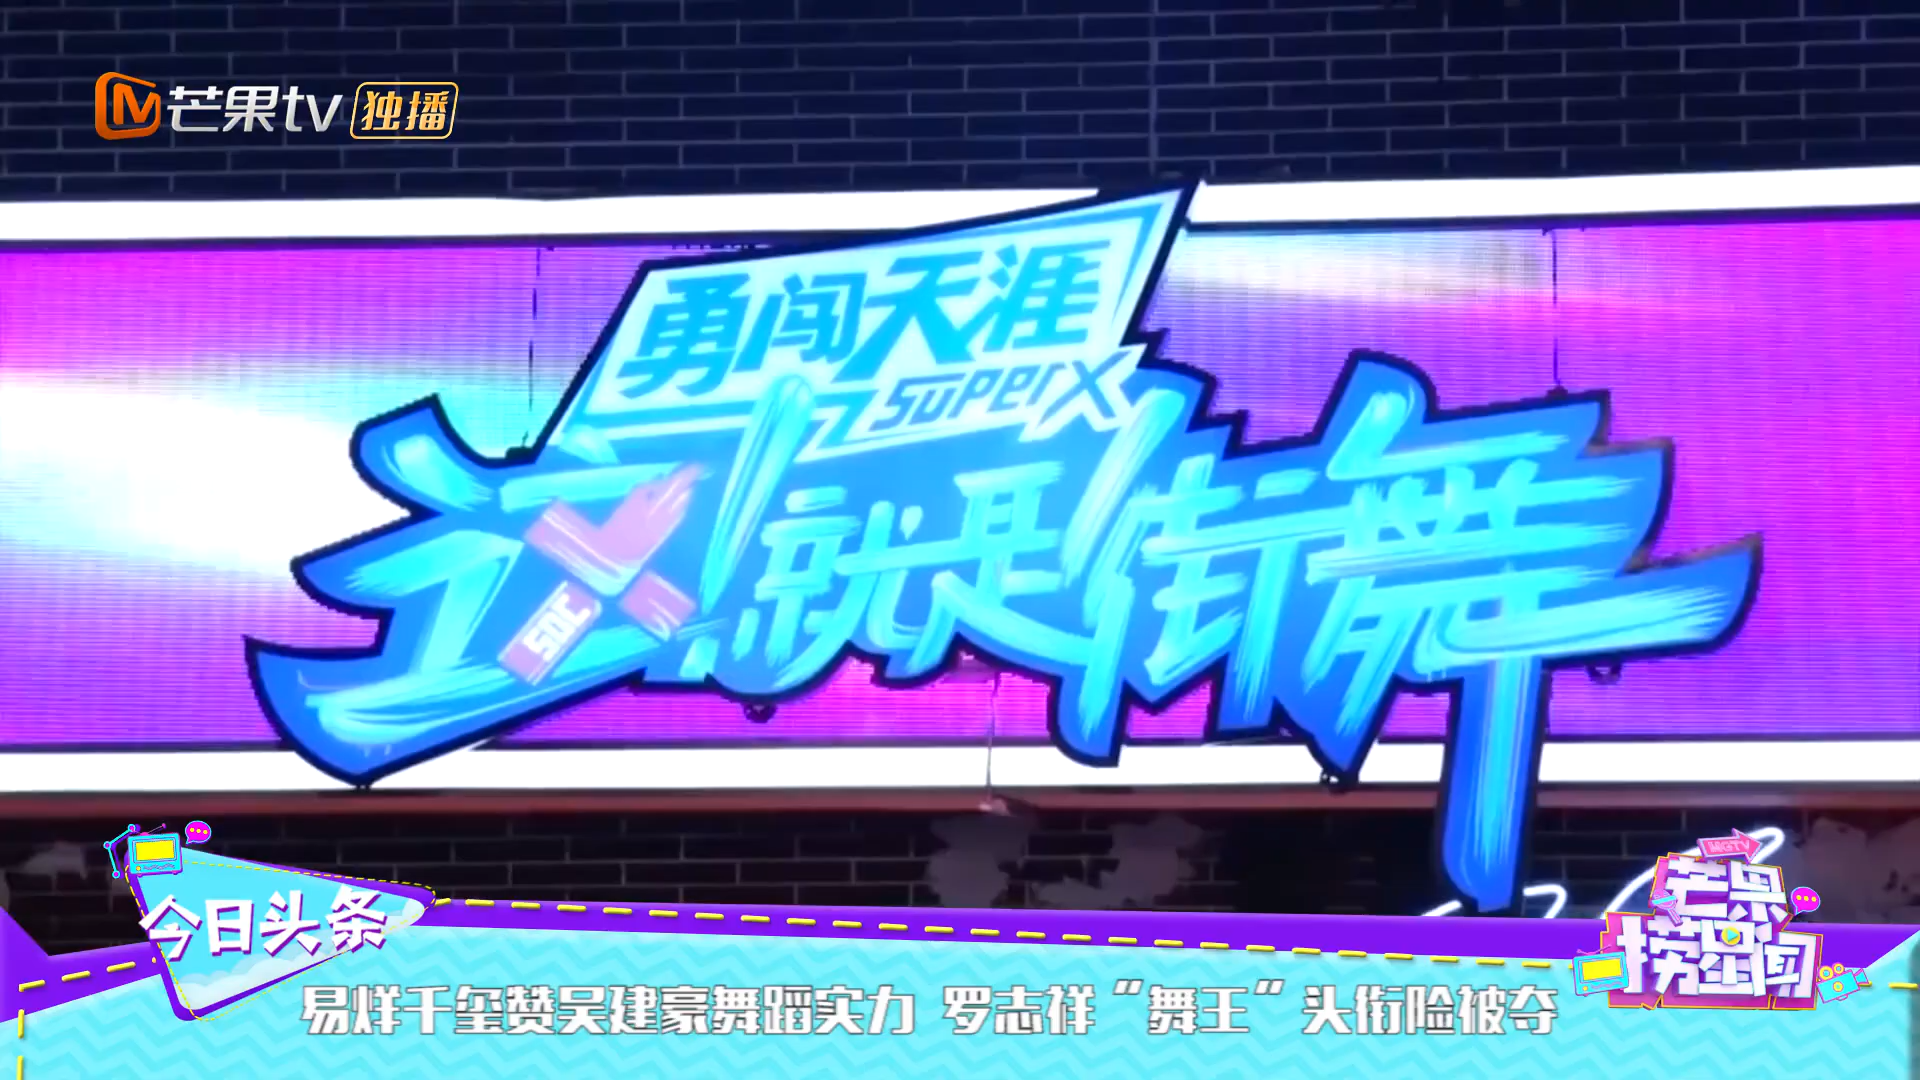 芒果tv 独播
勇闯天涯
superX
这!就是街舞
SDC
MGTV
芒果
捞星闻
今日头条
易烊千玺赞吴建豪舞蹈实力 罗志祥“舞王”头衔险被夺